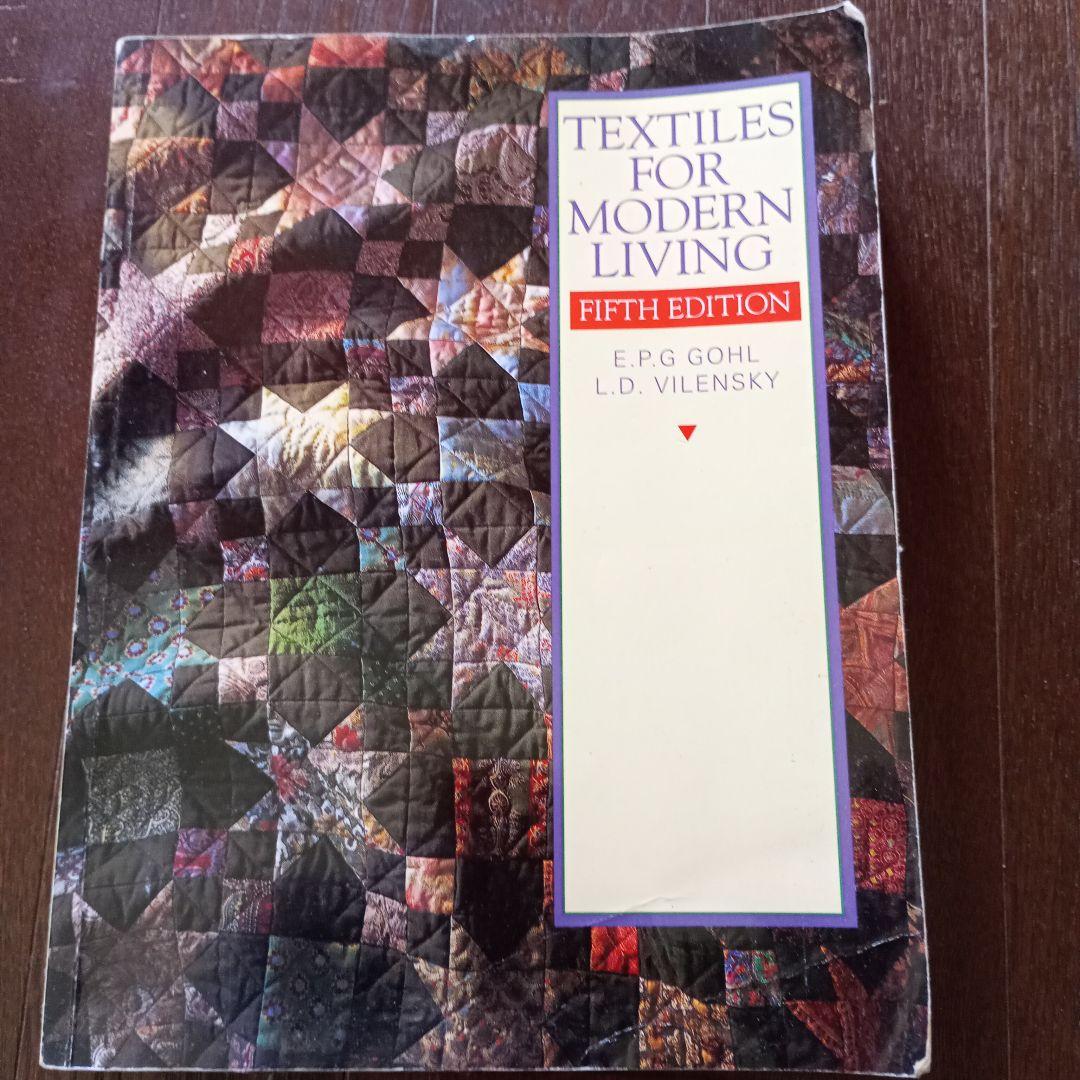 TEXTILES
FOR
MODERN
LIVING
FIFTH EDITION
E.P.G GOHL
L.D. VILENSKY